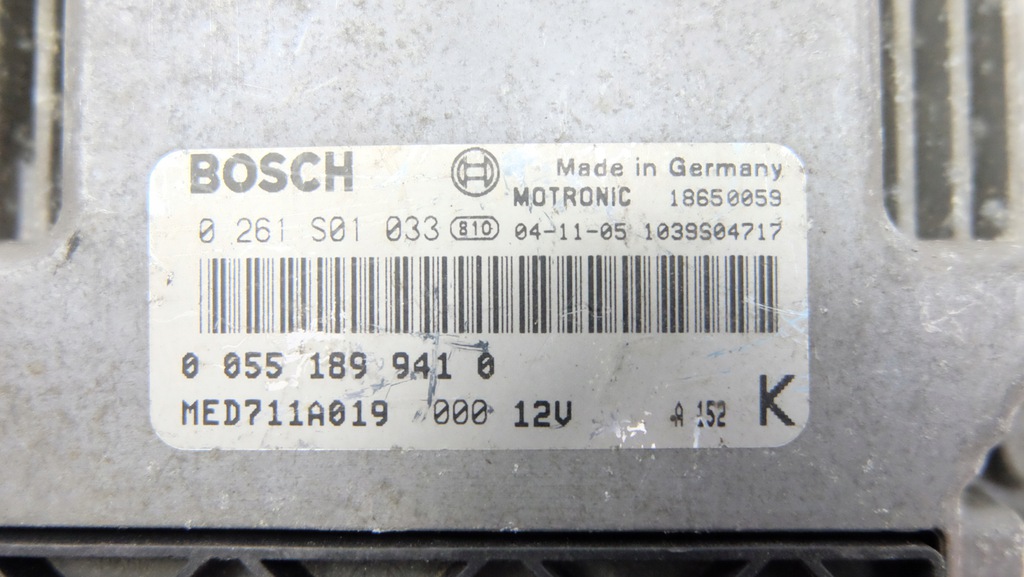 BOSCH
Made in Germany
MOTRONIC 18650059
0 261 S01 033 810 04-11-05 1039S04717
0 055 189 941 0
MED711A019 000 12V A 152 K